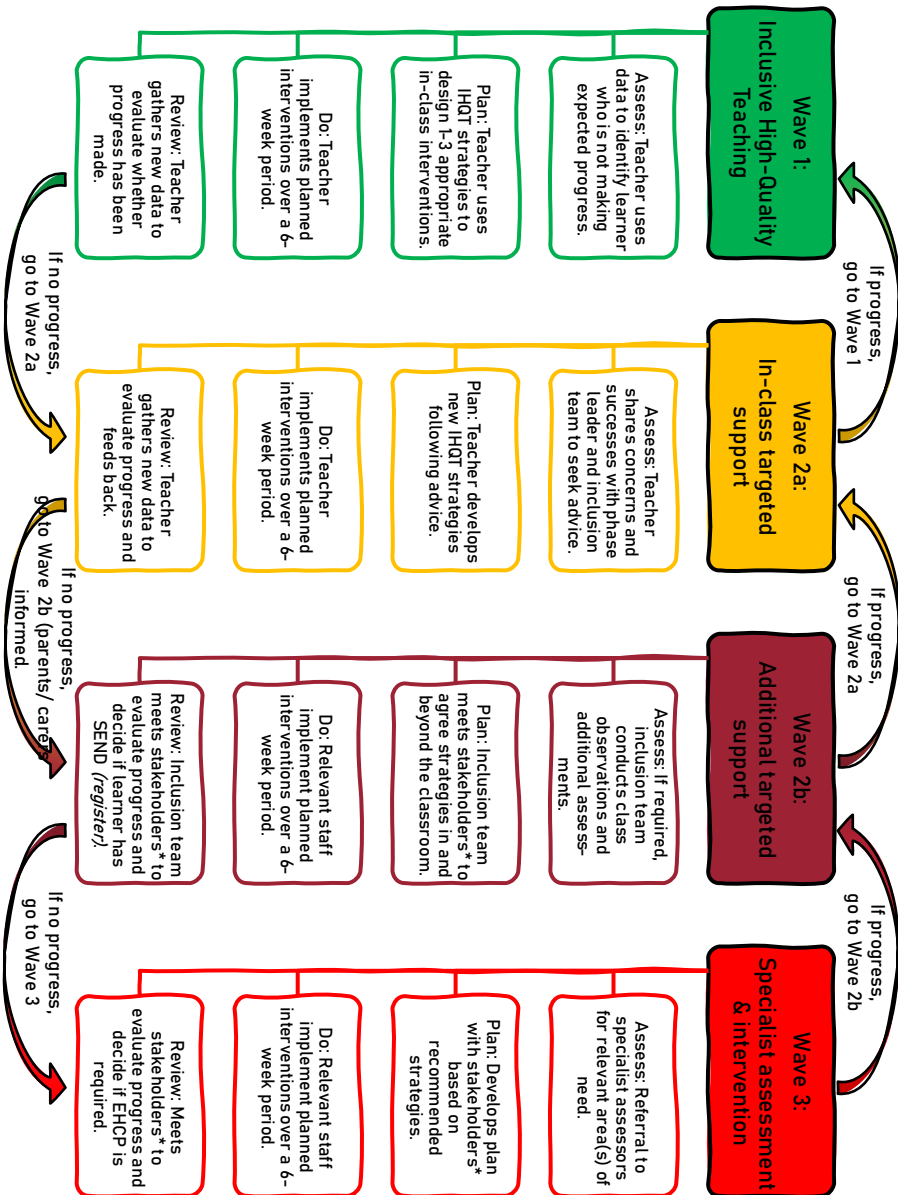 If progress,
go to Wave 1
If progress,
go to Wave 2a
If progress,
go to Wave 2b
Wave 1:
Inclusive High-Quality
Teaching
Assess: Teacher uses
data to identify learner
who is not making
expected progress.
Plan: Teacher uses
IHQT strategies to
design 1-3 appropriate
in-class interventions.
Do: Teacher
implements planned
interventions over a 6-
week period.
Review: Teacher
gathers new data to
evaluate whether
progress has been
made.
Wave 2a:
In-class targeted
support
Assess: Teacher
shares concerns and
successes with phase
leader and inclusion
team to seek advice.
Plan: Teacher develops
new IHQT strategies
following advice.
Do: Teacher
implements planned
interventions over a 6-
week period.
Review: Teacher
gathers new data to
evaluate progress and
feeds back.
Wave 2b:
Additional targeted
support
Assess: If required,
inclusion team
conducts class
observations and
additional assess-
ments.
Plan: Inclusion team
meets stakeholders* to
agree strategies in and
beyond the classroom.
Do: Relevant staff
implement planned
interventions over a 6-
week period.
Review: Inclusion team
meets stakeholders* to
evaluate progress and
decide if learner has
SEND (register).
Wave 3:
Specialist assessment
& intervention
Assess: Referral to
specialist assessors
for relevant area(s) of
need.
Plan: Develops plan
with stakeholders*
based on
recommended
strategies.
Do: Relevant staff
implement planned
interventions over a 6-
week period.
Review: Meets
stakeholders* to
evaluate progress and
decide if EHCP is
required.
If no progress,
go to Wave 2a
If no progress,
go to Wave 2b (parents/ carers
informed.
If no progress,
go to Wave 3